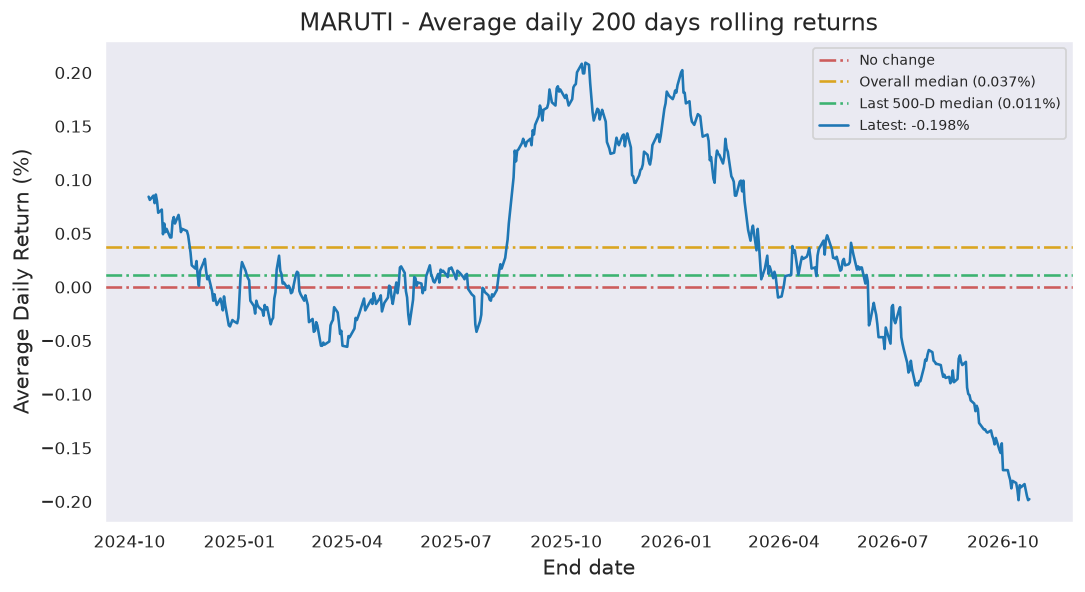 MARUTI - Average daily 200 days rolling returns
No change
Overall median (0.037%)
Last 500-D median (0.011%)
Latest: -0.198%
Average Daily Return (%)
0.20
0.15
0.10
0.05
0.00
−0.05
−0.10
−0.15
−0.20
2024-10 2025-01 2025-04 2025-07 2025-10 2026-01 2026-04 2026-07 2026-10
End date